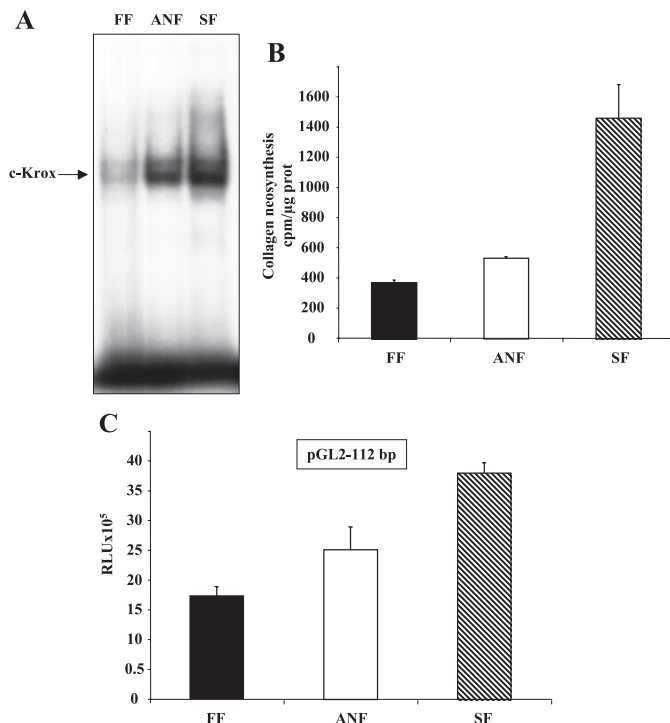 A
FF ANF SF
c-Krox
B
Collagen neosynthesis
cpm/µg prot
1600
1400
1200
1000
800
600
400
200
0
FF ANF SF
C
pGL2-112 bp
RLUx10⁵
40
35
30
25
20
15
10
0.5
0
FF ANF SF